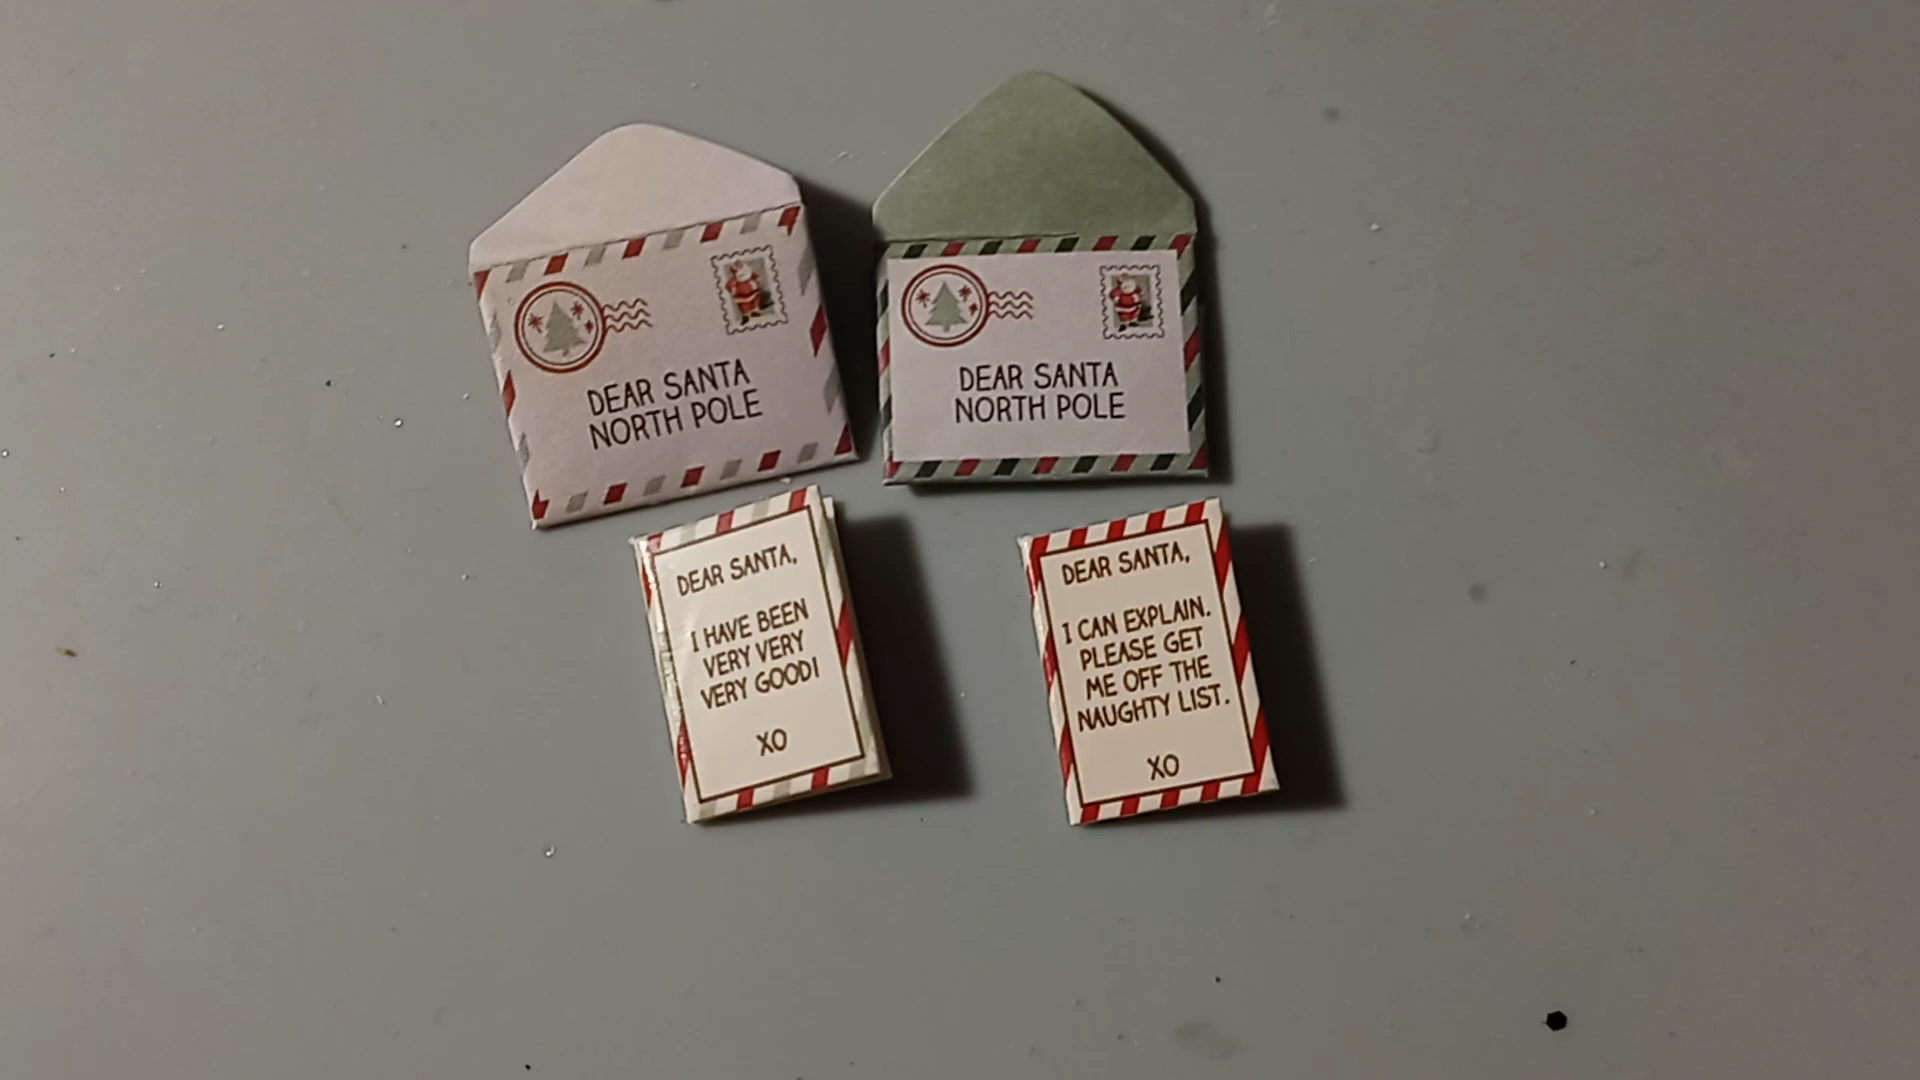 DEAR SANTA
NORTH POLE
DEAR SANTA
NORTH POLE
DEAR SANTA,
I HAVE BEEN
VERY VERY
VERY GOOD!
XO
DEAR SANTA,
I CAN EXPLAIN.
PLEASE GET
ME OFF THE
NAUGHTY LIST.
XO